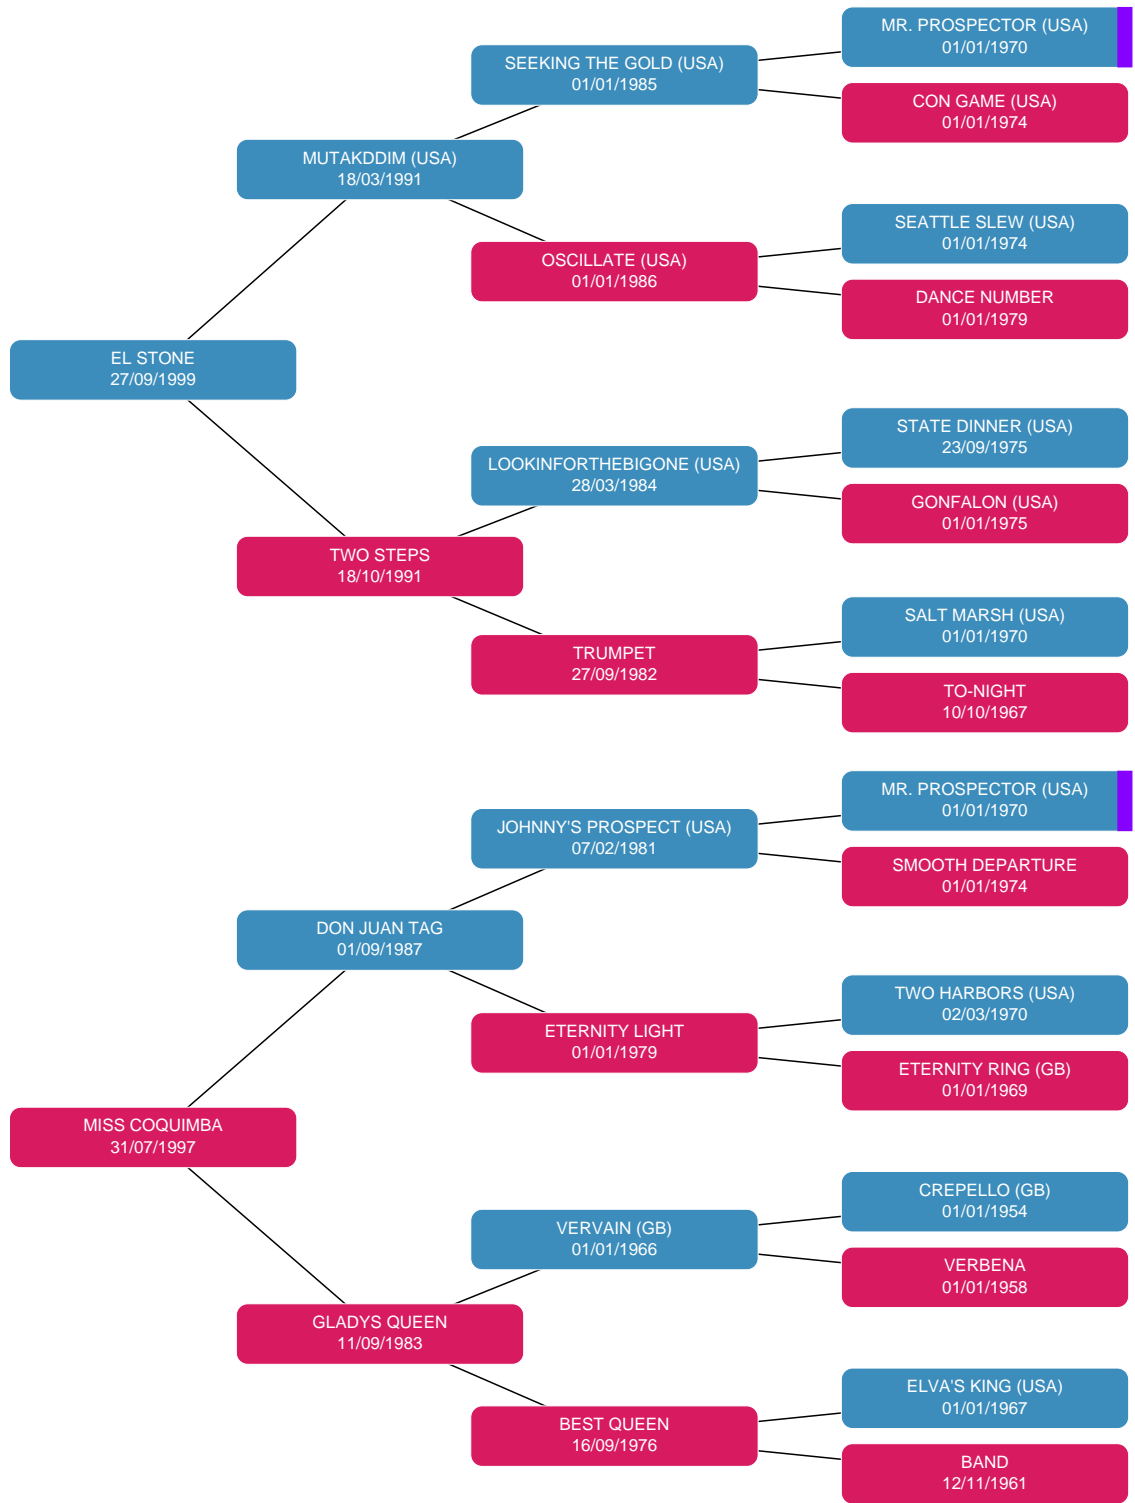 MR. PROSPECTOR (USA)
01/01/1970
SEEKING THE GOLD (USA)
01/01/1985
CON GAME (USA)
01/01/1974
MUTAKDDIM (USA)
18/03/1991
SEATTLE SLEW (USA)
01/01/1974
OSCILLATE (USA)
01/01/1986
DANCE NUMBER
01/01/1979
EL STONE
27/09/1999
STATE DINNER (USA)
23/09/1975
LOOKINFORTHEBIGONE (USA)
28/03/1984
GONFALON (USA)
01/01/1975
TWO STEPS
18/10/1991
SALT MARSH (USA)
01/01/1970
TRUMPET
27/09/1982
TO-NIGHT
10/10/1967
MR. PROSPECTOR (USA)
01/01/1970
JOHNNY'S PROSPECT (USA)
07/02/1981
SMOOTH DEPARTURE
01/01/1974
DON JUAN TAG
01/09/1987
TWO HARBORS (USA)
02/03/1970
ETERNITY LIGHT
01/01/1979
ETERNITY RING (GB)
01/01/1969
MISS COQUIMBA
31/07/1997
CREPELLO (GB)
01/01/1954
VERVAIN (GB)
01/01/1966
VERBENA
01/01/1958
GLADYS QUEEN
11/09/1983
ELVA'S KING (USA)
01/01/1967
BEST QUEEN
16/09/1976
BAND
12/11/1961